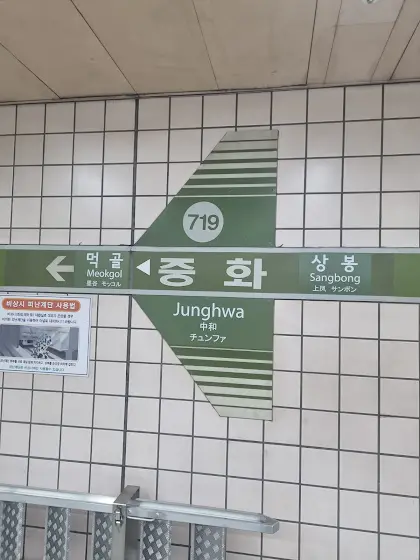 719
먹골
Meokgol
중화
상봉
Sangbong
上凤 サンボン
Junghwa
中和
チュンファ
비상시 피난계단 사용법